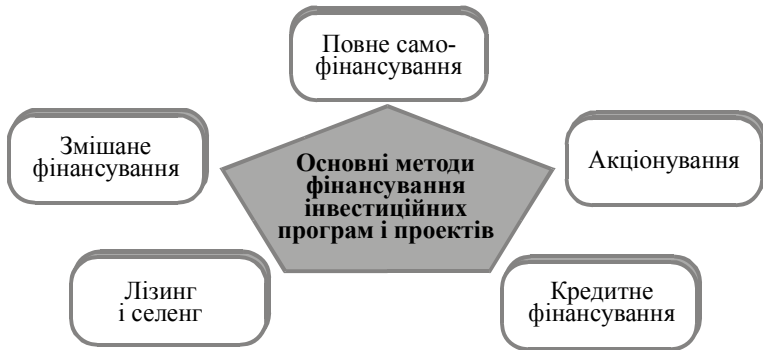 Повне само-
фінансування
Змішане
фінансування
Основні методи
фінансування
інвестиційних
програм і проектів
Акціонування
Лізинг
і селенг
Кредитне
фінансування